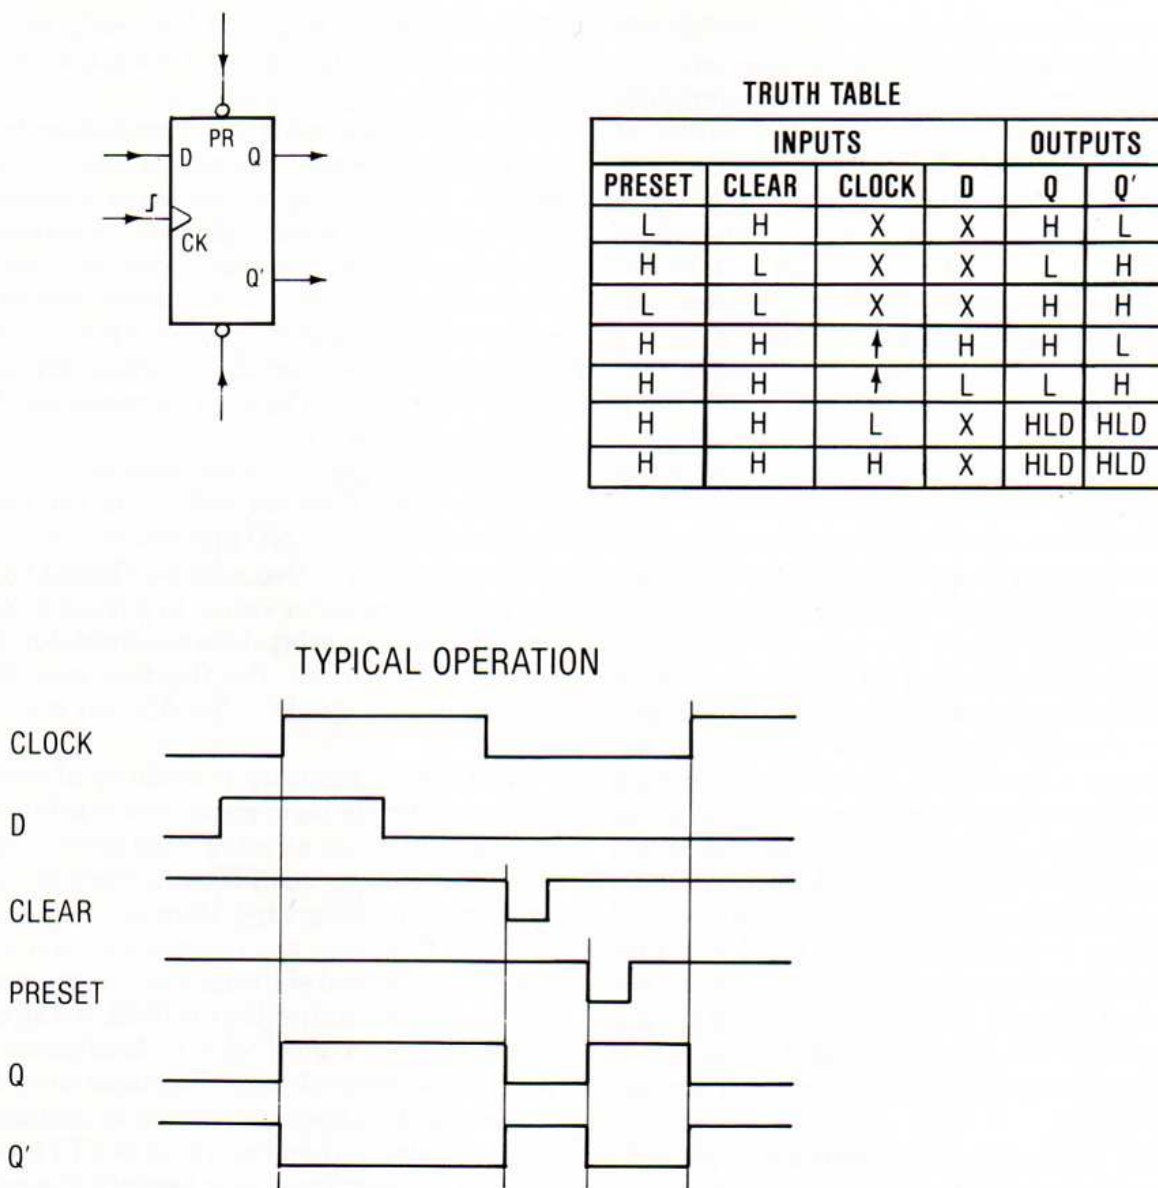 PR
D Q
CK
Q'
TRUTH TABLE
INPUTS OUTPUTS
PRESET CLEAR CLOCK D Q Q'
L H X X H L
H L X X L H
L L X X H H
H H ↑ H H L
H H ↑ L L H
H H L X HLD HLD
H H H X HLD HLD
TYPICAL OPERATION
CLOCK
D
CLEAR
PRESET
Q
Q'